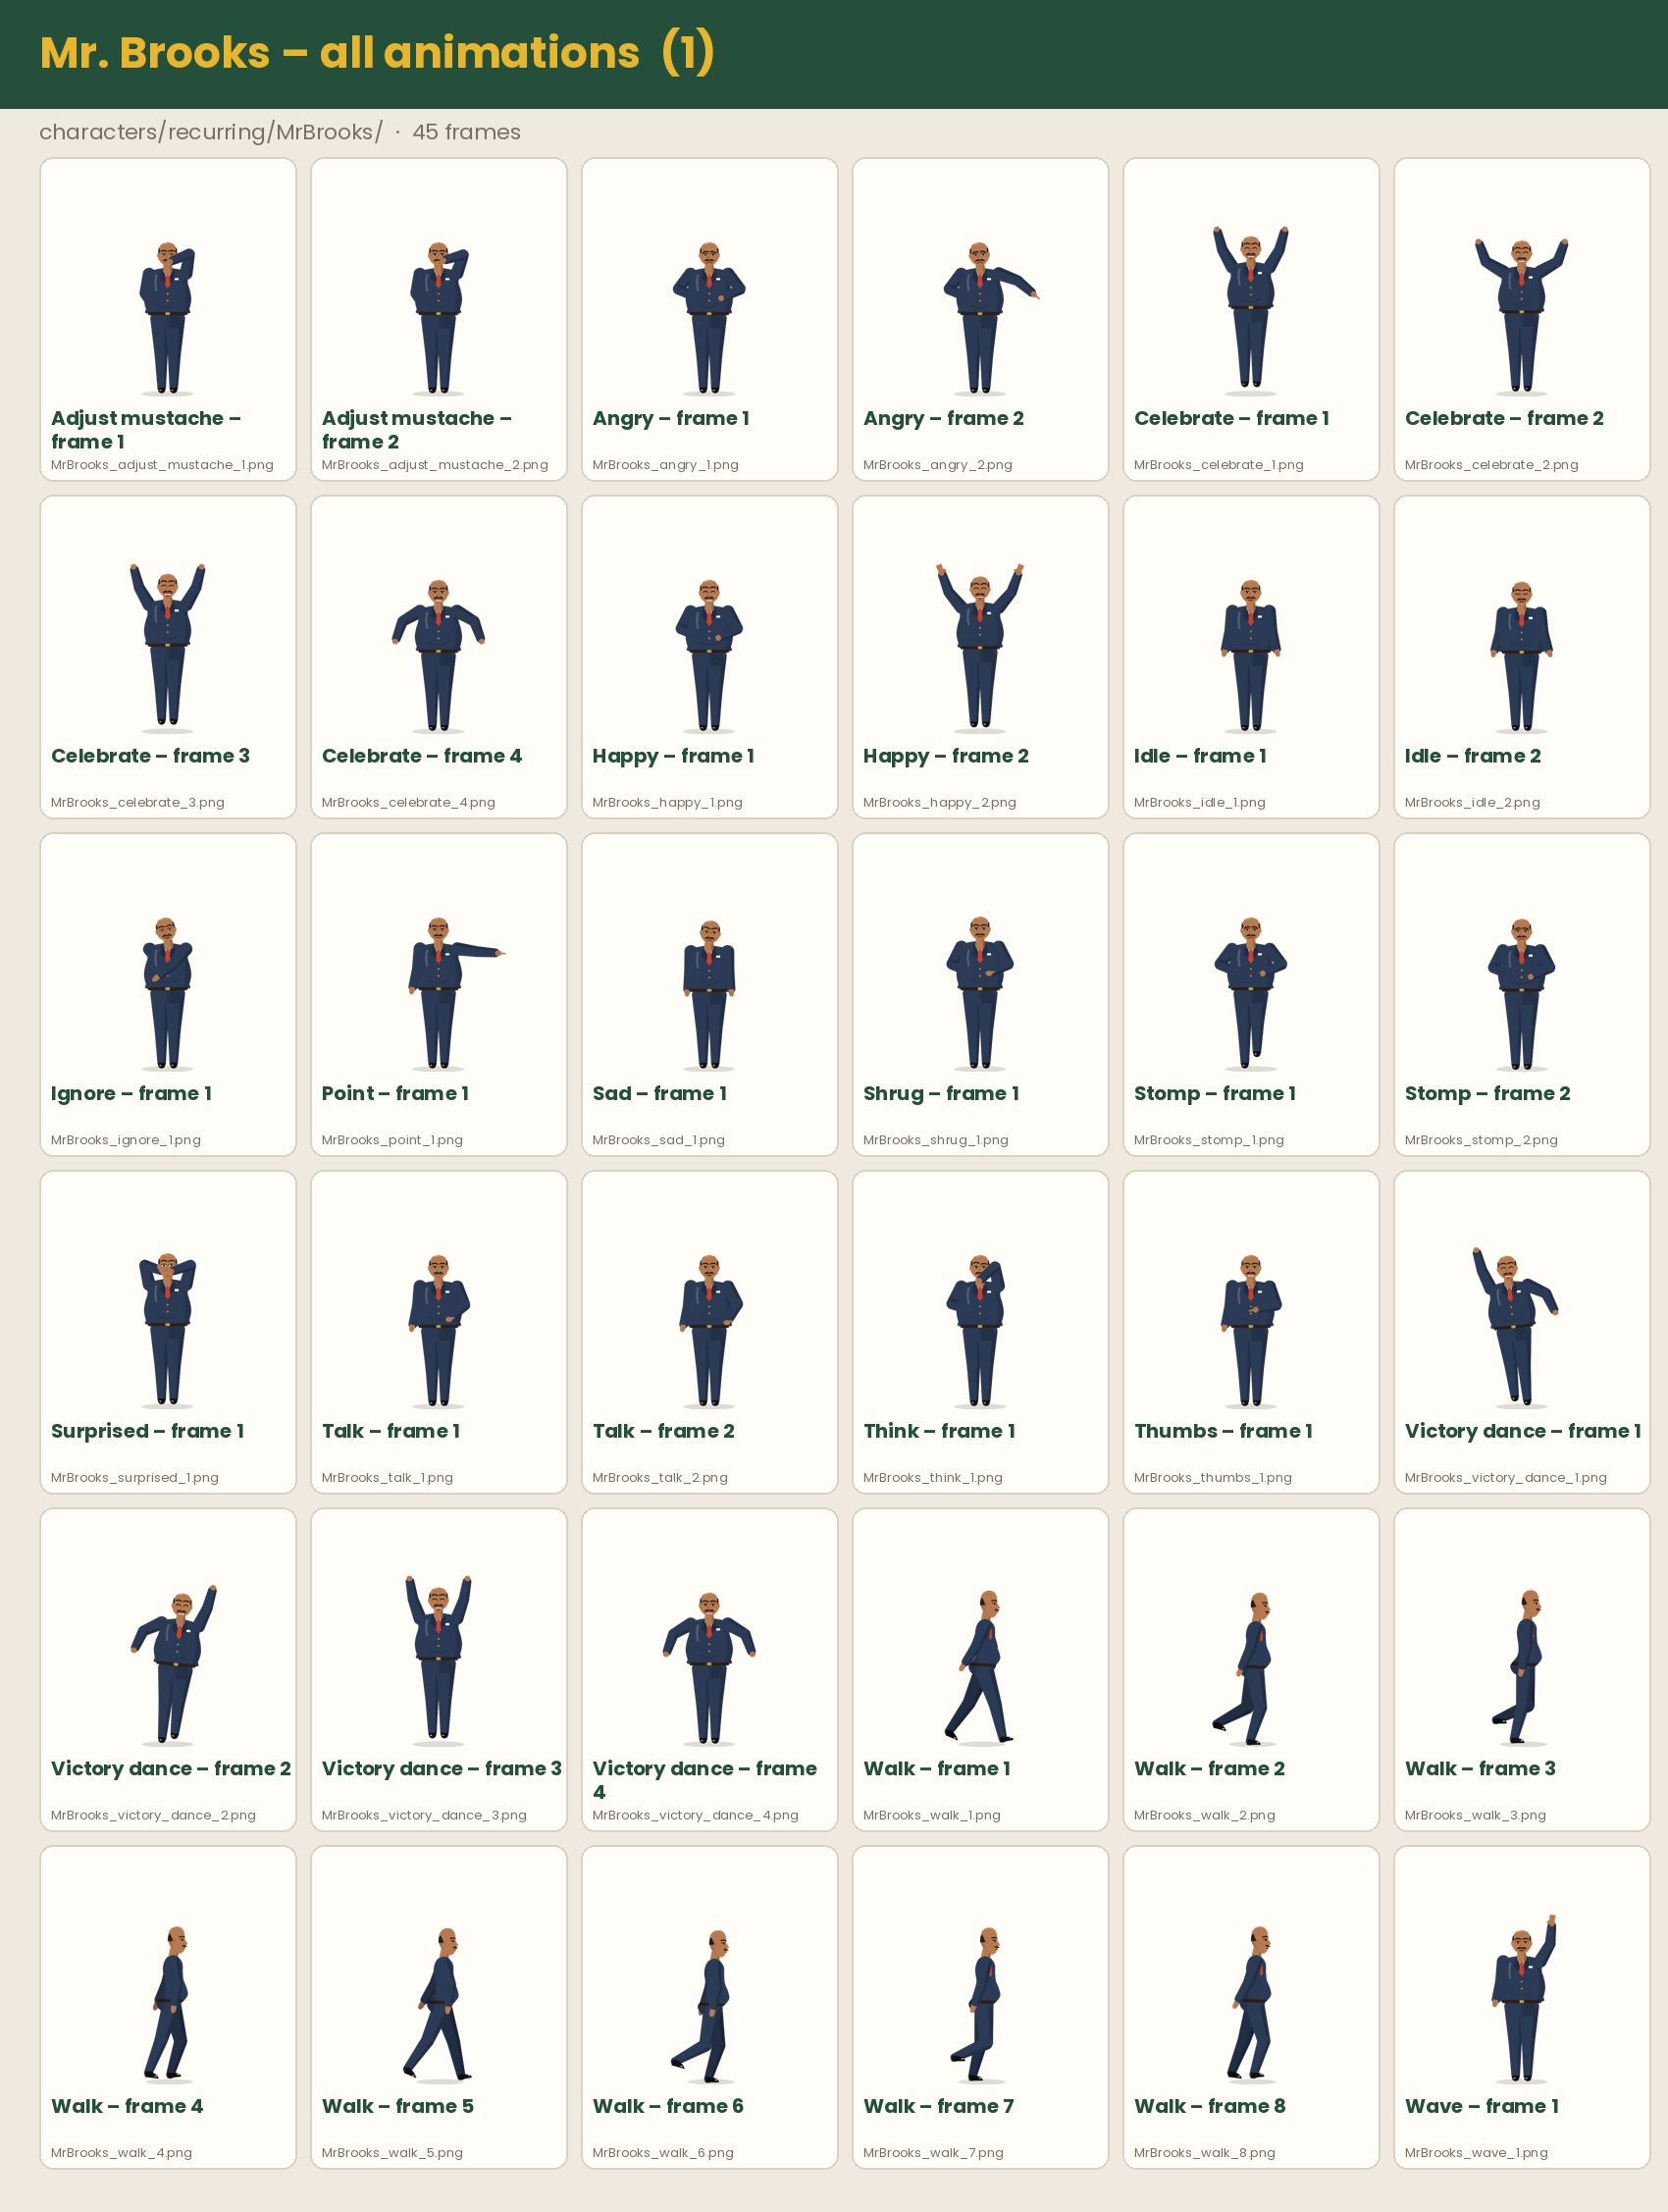 Mr. Brooks – all animations (1)
characters/recurring/MrBrooks/ · 45 frames
Adjust mustache –
frame 1
MrBrooks_adjust_mustache_1.png
Adjust mustache –
frame 2
MrBrooks_adjust_mustache_2.png
Angry – frame 1
MrBrooks_angry_1.png
Angry – frame 2
MrBrooks_angry_2.png
Celebrate – frame 1
MrBrooks_celebrate_1.png
Celebrate – frame 2
MrBrooks_celebrate_2.png
Celebrate – frame 3
MrBrooks_celebrate_3.png
Celebrate – frame 4
MrBrooks_celebrate_4.png
Happy – frame 1
MrBrooks_happy_1.png
Happy – frame 2
MrBrooks_happy_2.png
Idle – frame 1
MrBrooks_idle_1.png
Idle – frame 2
MrBrooks_idle_2.png
Ignore – frame 1
MrBrooks_ignore_1.png
Point – frame 1
MrBrooks_point_1.png
Sad – frame 1
MrBrooks_sad_1.png
Shrug – frame 1
MrBrooks_shrug_1.png
Stomp – frame 1
MrBrooks_stomp_1.png
Stomp – frame 2
MrBrooks_stomp_2.png
Surprised – frame 1
MrBrooks_surprised_1.png
Talk – frame 1
MrBrooks_talk_1.png
Talk – frame 2
MrBrooks_talk_2.png
Think – frame 1
MrBrooks_think_1.png
Thumbs – frame 1
MrBrooks_thumbs_1.png
Victory dance – frame 1
MrBrooks_victory_dance_1.png
Victory dance – frame 2
MrBrooks_victory_dance_2.png
Victory dance – frame 3
MrBrooks_victory_dance_3.png
Victory dance – frame
4
MrBrooks_victory_dance_4.png
Walk – frame 1
MrBrooks_walk_1.png
Walk – frame 2
MrBrooks_walk_2.png
Walk – frame 3
MrBrooks_walk_3.png
Walk – frame 4
MrBrooks_walk_4.png
Walk – frame 5
MrBrooks_walk_5.png
Walk – frame 6
MrBrooks_walk_6.png
Walk – frame 7
MrBrooks_walk_7.png
Walk – frame 8
MrBrooks_walk_8.png
Wave – frame 1
MrBrooks_wave_1.png